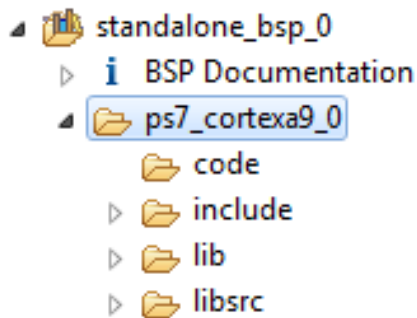 standalone_bsp_0
BSP Documentation
ps7_cortexa9_0
code
include
lib
libsrc